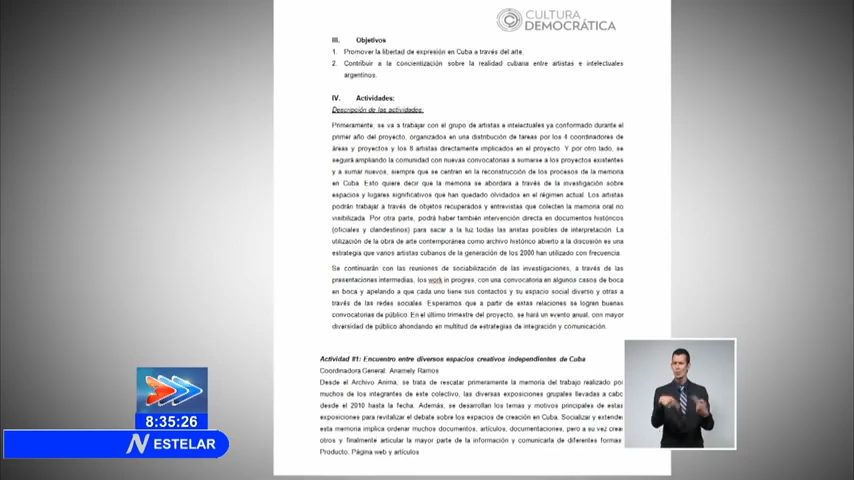 CULTURA
DEMOCRÁTICA
III. Objetivos
1. Promover la libertad de expresión en Cuba a través del arte.
2. Contribuir a la concientización sobre la realidad cubana entre artistas e intelectuales
argentinos.
IV. Actividades:
Descripción de las actividades:
Primeramente, se va a trabajar con el grupo de artistas e intelectuales ya conformado durante el
primer año del proyecto, organizados en una distribución de tareas por los 4 coordinadores de
áreas y proyectos y los 8 artistas directamente implicados en el proyecto. Y por otro lado, se
seguirá ampliando la comunidad con nuevas convocatorias a sumarse a los proyectos existentes
y a sumar nuevos, siempre que se centren en la reconstrucción de los procesos de la memoria
en Cuba. Esto quiere decir que la memoria se abordara a través de la investigación sobre
espacios y lugares significativos que han quedado olvidados en el régimen actual. Los artistas
podrán trabajar a través de objetos recuperados y entrevistas que colecten la memoria oral no
visibilizada. Por otra parte, podrá haber también intervención directa en documentos históricos
(oficiales y clandestinos) para sacar a la luz todas las aristas posibles de interpretación. La
utilización de la obra de arte contemporánea como archivo histórico abierto a la discusión es una
estrategia que varios artistas cubanos de la generación de los 2000 han utilizado con frecuencia.
Se continuarán con las reuniones de sociabilización de las investigaciones, a través de las
presentaciones intermedias, los work in progres, con una convocatoria en algunos casos de boca
en boca y apelando a que cada uno tiene sus contactos y su espacio social diverso y otras a
través de las redes sociales. Esperamos que a partir de estas relaciones se logren buenas
convocatorias de público. En el último trimestre del proyecto, se hará un evento anual, con mayor
diversidad de público ahondando en multitud de estrategias de integración y comunicación.
Actividad #1: Encuentro entre diversos espacios creativos independientes de Cuba
Coordinadora General. Anamely Ramos
Desde el Archivo Anima, se trata de rescatar primeramente la memoria del trabajo realizado por
muchos de los integrantes de este colectivo, las diversas exposiciones grupales llevadas a cabo
desde el 2010 hasta la fecha. Además, se desarrollan los temas y motivos principales de estas
exposiciones para revitalizar el debate sobre los espacios de creación en Cuba. Socializar y extender
esta memoria implica ordenar muchos documentos, artículos, documentaciones, pero a su vez crear
otros y finalmente articular la mayor parte de la información y comunicarla de diferentes formas
Producto. Página web y artículos
8:35:26
N ESTELAR